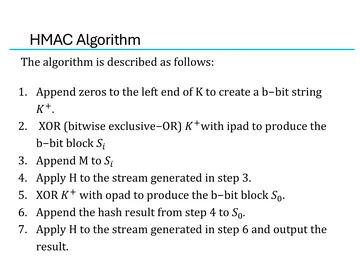 HMAC Algorithm
The algorithm is described as follows:
1. Append zeros to the left end of K to create a b−bit string
K⁺.
2. XOR (bitwise exclusive−OR) K⁺with ipad to produce the
b−bit block Sᵢ
3. Append M to Sᵢ
4. Apply H to the stream generated in step 3.
5. XOR K⁺ with opad to produce the b−bit block S₀.
6. Append the hash result from step 4 to S₀.
7. Apply H to the stream generated in step 6 and output the
result.